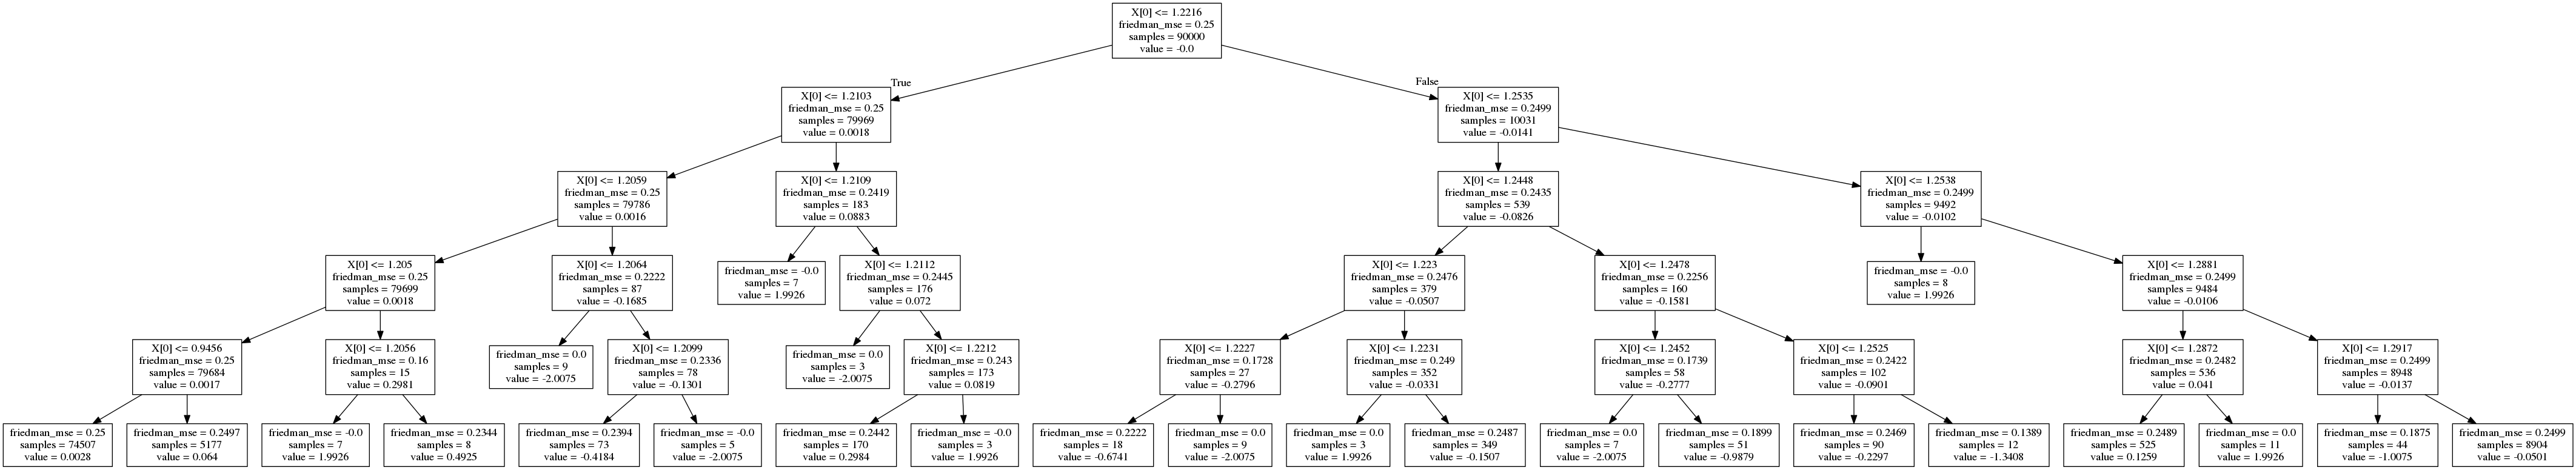 X[0] <= 1.2216
friedman_mse = 0.25
samples = 90000
value = -0.0
True
False
X[0] <= 1.2103
friedman_mse = 0.25
samples = 79969
value = 0.0018
X[0] <= 1.2535
friedman_mse = 0.2499
samples = 10031
value = -0.0141
X[0] <= 1.2059
friedman_mse = 0.25
samples = 79786
value = 0.0016
X[0] <= 1.2109
friedman_mse = 0.2419
samples = 183
value = 0.0883
X[0] <= 1.2448
friedman_mse = 0.2435
samples = 539
value = -0.0826
X[0] <= 1.2538
friedman_mse = 0.2499
samples = 9492
value = -0.0102
X[0] <= 1.205
friedman_mse = 0.25
samples = 79699
value = 0.0018
X[0] <= 1.2064
friedman_mse = 0.2222
samples = 87
value = -0.1685
friedman_mse = -0.0
samples = 7
value = 1.9926
X[0] <= 1.2112
friedman_mse = 0.2445
samples = 176
value = 0.072
X[0] <= 1.223
friedman_mse = 0.2476
samples = 379
value = -0.0507
X[0] <= 1.2478
friedman_mse = 0.2256
samples = 160
value = -0.1581
friedman_mse = -0.0
samples = 8
value = 1.9926
X[0] <= 1.2881
friedman_mse = 0.2499
samples = 9484
value = -0.0106
X[0] <= 0.9456
friedman_mse = 0.25
samples = 79684
value = 0.0017
X[0] <= 1.2056
friedman_mse = 0.16
samples = 15
value = 0.2981
friedman_mse = 0.0
samples = 9
value = -2.0075
X[0] <= 1.2099
friedman_mse = 0.2336
samples = 78
value = -0.1301
friedman_mse = 0.0
samples = 3
value = -2.0075
X[0] <= 1.2212
friedman_mse = 0.243
samples = 173
value = 0.0819
X[0] <= 1.2227
friedman_mse = 0.1728
samples = 27
value = -0.2796
X[0] <= 1.2231
friedman_mse = 0.249
samples = 352
value = -0.0331
X[0] <= 1.2452
friedman_mse = 0.1739
samples = 58
value = -0.2777
X[0] <= 1.2525
friedman_mse = 0.2422
samples = 102
value = -0.0901
X[0] <= 1.2872
friedman_mse = 0.2482
samples = 536
value = 0.041
X[0] <= 1.2917
friedman_mse = 0.2499
samples = 8948
value = -0.0137
friedman_mse = 0.25
samples = 74507
value = 0.0028
friedman_mse = 0.2497
samples = 5177
value = 0.064
friedman_mse = -0.0
samples = 7
value = 1.9926
friedman_mse = 0.2344
samples = 8
value = 0.4925
friedman_mse = 0.2394
samples = 73
value = -0.4184
friedman_mse = -0.0
samples = 5
value = -2.0075
friedman_mse = 0.2442
samples = 170
value = 0.2984
friedman_mse = -0.0
samples = 3
value = 1.9926
friedman_mse = 0.2222
samples = 18
value = -0.6741
friedman_mse = 0.0
samples = 9
value = -2.0075
friedman_mse = 0.0
samples = 3
value = 1.9926
friedman_mse = 0.2487
samples = 349
value = -0.1507
friedman_mse = 0.0
samples = 7
value = -2.0075
friedman_mse = 0.1899
samples = 51
value = -0.9879
friedman_mse = 0.2469
samples = 90
value = -0.2297
friedman_mse = 0.1389
samples = 12
value = -1.3408
friedman_mse = 0.2489
samples = 525
value = 0.1259
friedman_mse = 0.0
samples = 11
value = 1.9926
friedman_mse = 0.1875
samples = 44
value = -1.0075
friedman_mse = 0.2499
samples = 8904
value = -0.0501